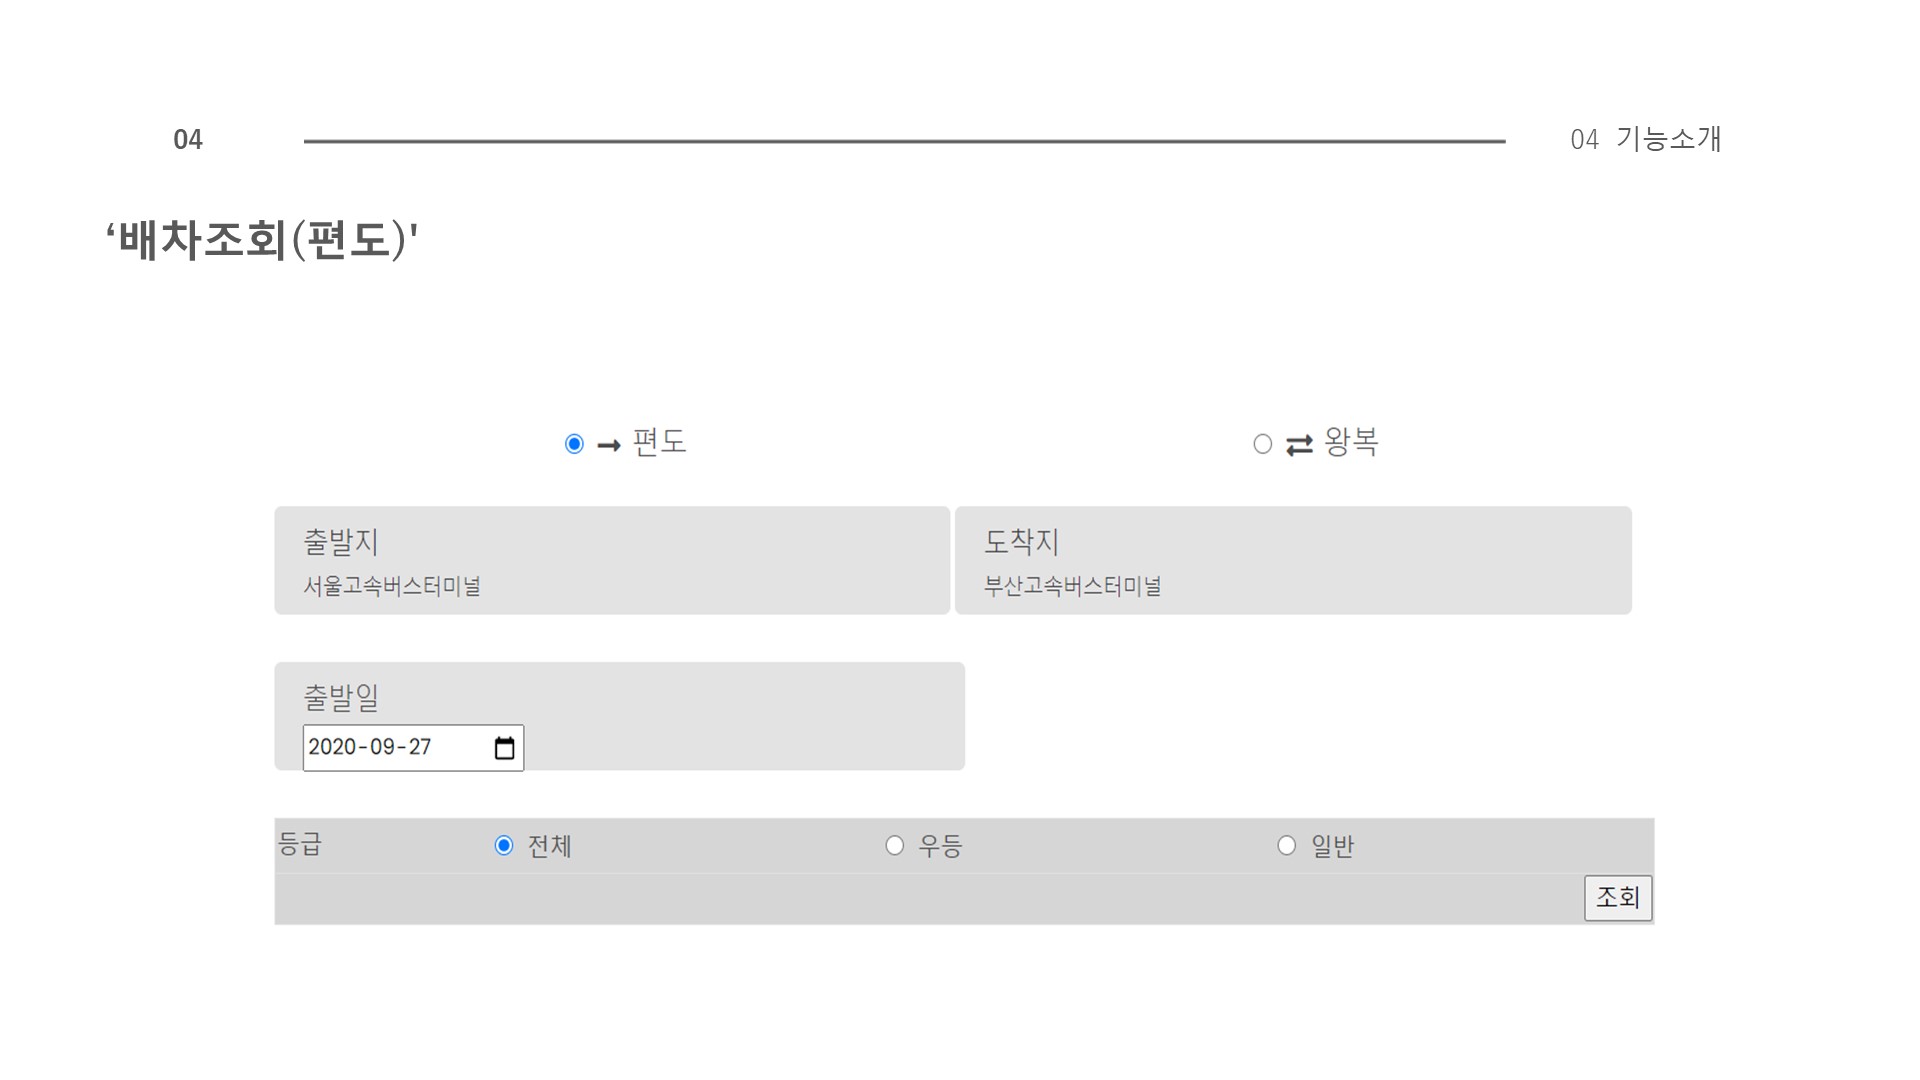 04
04 기능소개
‘배차조회(편도)'
편도
왕복
출발지
서울고속버스터미널
도착지
부산고속버스터미널
출발일
2020-09-27
등급
전체
우등
일반
조회